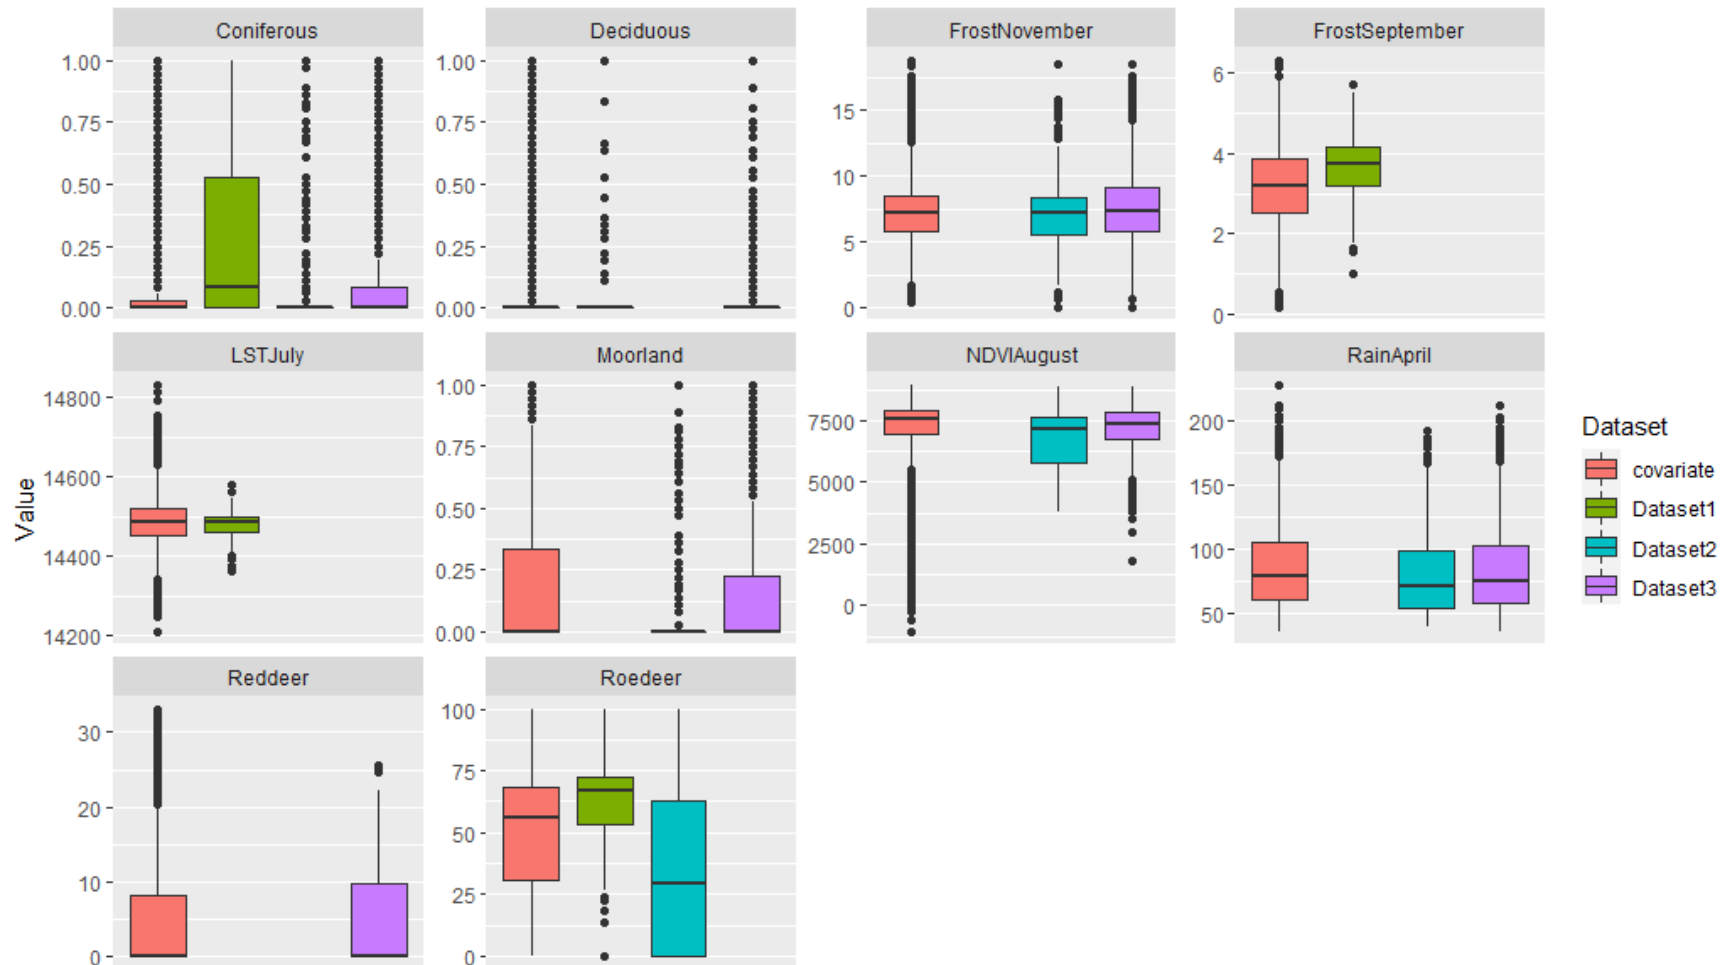 Coniferous
Deciduous
FrostNovember
FrostSeptember
1.00
0.75
0.50
0.25
0.00
1.00
0.75
0.50
0.25
0.00
15
10
5
0
6
4
2
0
LSTJuly
Moorland
NDVIAugust
RainApril
14800
14600
14400
14200
1.00
0.75
0.50
0.25
0.00
7500
5000
2500
0
200
150
100
50
Value
Reddeer
Roedeer
30
20
10
0
100
75
50
25
0
Dataset
covariate
Dataset1
Dataset2
Dataset3